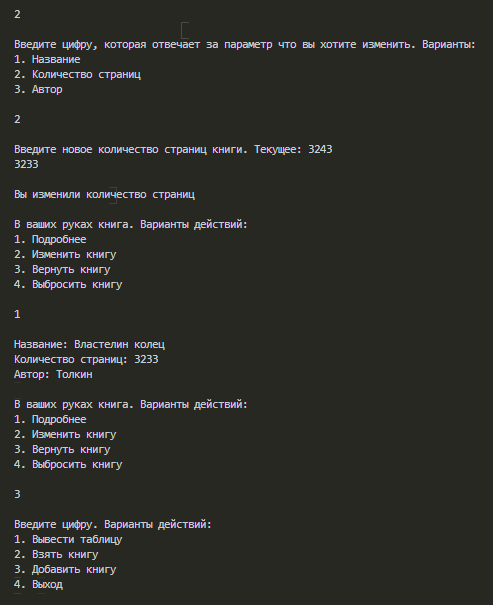 2
Введите цифру, которая отвечает за параметр что вы хотите изменить. Варианты:
1. Название
2. Количество страниц
3. Автор
2
Введите новое количество страниц книги. Текущее: 3243
3233
Вы изменили количество страниц
В ваших руках книга. Варианты действий:
1. Подробнее
2. Изменить книгу
3. Вернуть книгу
4. Выбросить книгу
1
Название: Властелин колец
Количество страниц: 3233
Автор: Толкин
В ваших руках книга. Варианты действий:
1. Подробнее
2. Изменить книгу
3. Вернуть книгу
4. Выбросить книгу
3
Введите цифру. Варианты действий:
1. Вывести таблицу
2. Взять книгу
3. Добавить книгу
4. Выход